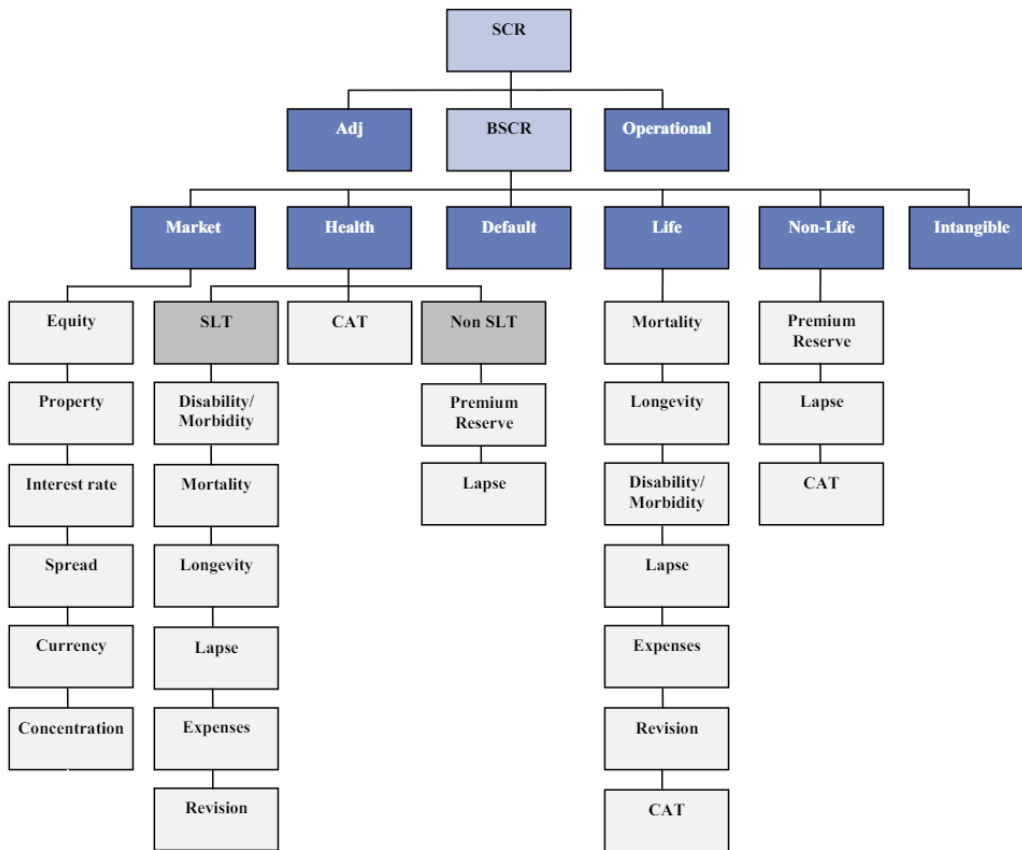 SCR
Adj
BSCR
Operational
Market
Health
Default
Life
Non-Life
Intangible
Equity
SLT
CAT
Non SLT
Mortality
Premium
Reserve
Property
Disability/
Morbidity
Premium
Reserve
Longevity
Lapse
Interest rate
Mortality
Lapse
Disability/
Morbidity
CAT
Spread
Longevity
Lapse
Currency
Lapse
Expenses
Concentration
Expenses
Revision
Revision
CAT